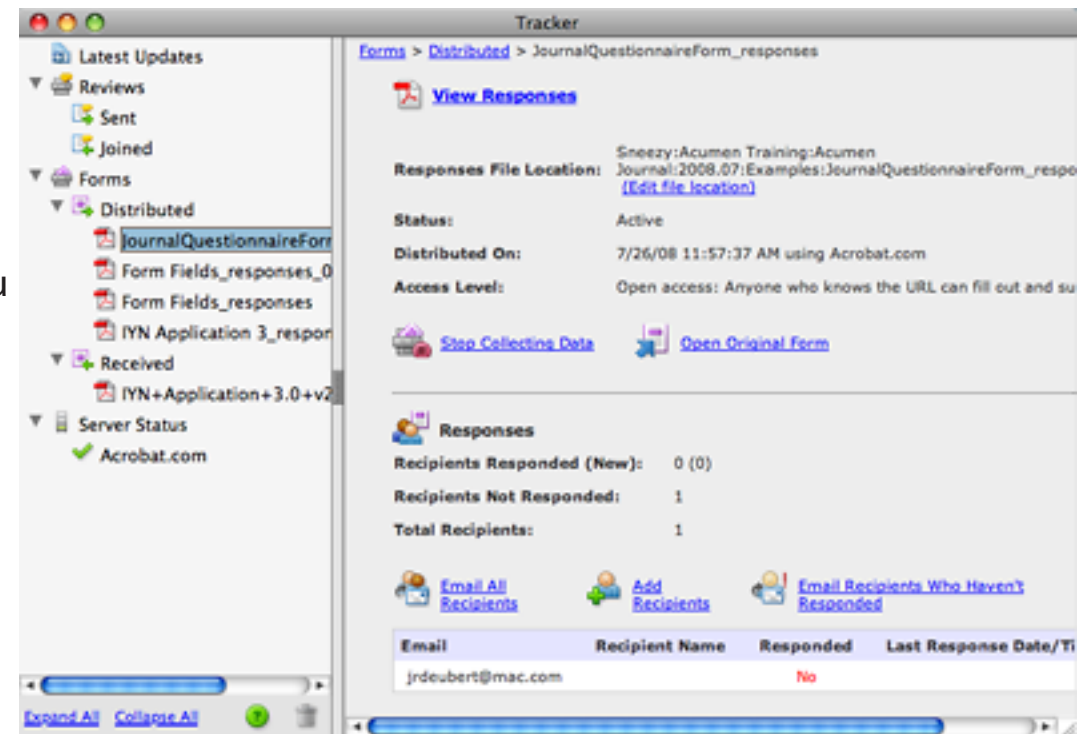 Tracker
Latest Updates
Reviews
Sent
Joined
Forms
Distributed
JournalQuestionnaireForr
Form Fields_responses_0
Form Fields_responses
IYN Application 3_respon
Received
IYN+Application+3.0+v2
Server Status
Acrobat.com
Expand All Collapse All
u
Forms > Distributed > JournalQuestionnaireForm_responses
View Responses
Responses File Location: Sneezy:Acumen Training:Acumen
Journal:2008.07:Examples:JournalQuestionnaireForm_respo
(Edit file location)
Status: Active
Distributed On: 7/26/08 11:57:37 AM using Acrobat.com
Access Level: Open access: Anyone who knows the URL can fill out and su
Stop Collecting Data Open Original Form
Responses
Recipients Responded (New): 0 (0)
Recipients Not Responded: 1
Total Recipients: 1
Email All Add Email Recipients Who Haven't
Recipients Recipients Responded
Email Recipient Name Responded Last Response Date/Ti
jrdeubert@mac.com No